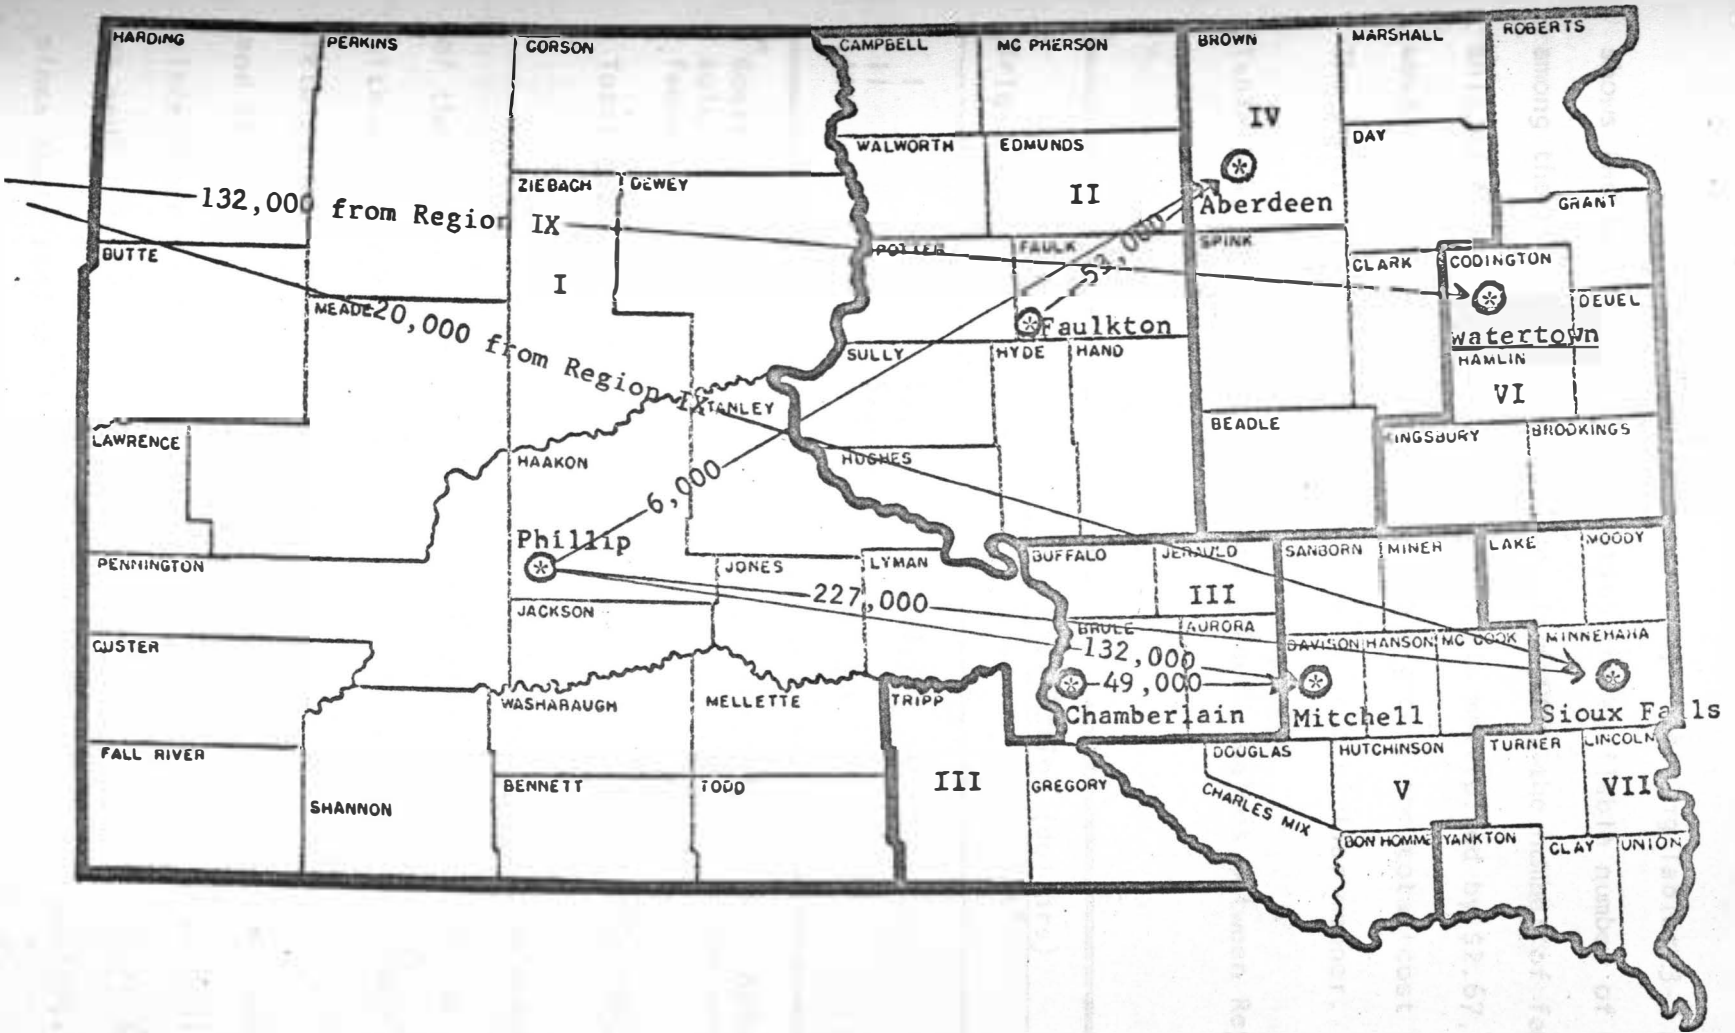 HARDING
PERKINS
CORSON
CAMPBELL
MC PHERSON
BROWN
MARSHALL
ROBERTS
IV
DAY
WALWORTH
EDMUNDS
ZIEBACH
DEWEY
II
Aberdeen
GRANT
132,000 from Region IX
BUTTE
POTTER
FAULK
53,000
SPINK
CLARK
CODINGTON
I
DEUEL
MEADE
20,000 from Region IX
Faulkton
Watertown
SULLY
HYDE
HAND
HAMLIN
VI
STANLEY
BEADLE
KINGSBURY
BROOKINGS
LAWRENCE
HAAKON
HUGHES
6,000
Phillip
PENNINGTON
JONES
LYMAN
BUFFALO
JERAULD
SANBORN
MINER
LAKE
MOODY
227,000
III
JACKSON
BRULE
AURORA
CUSTER
132,000
DAVISON
HANSON
MC COOK
MINNEHAHA
49,000
WASHABAUGH
MELLETTE
TRIPP
Chamberlain
Mitchell
Sioux Falls
FALL RIVER
DOUGLAS
HUTCHINSON
TURNER
LINCOLN
SHANNON
BENNETT
TODD
III
GREGORY
CHARLES MIX
V
VII
BON HOMME
YANKTON
CLAY
UNION